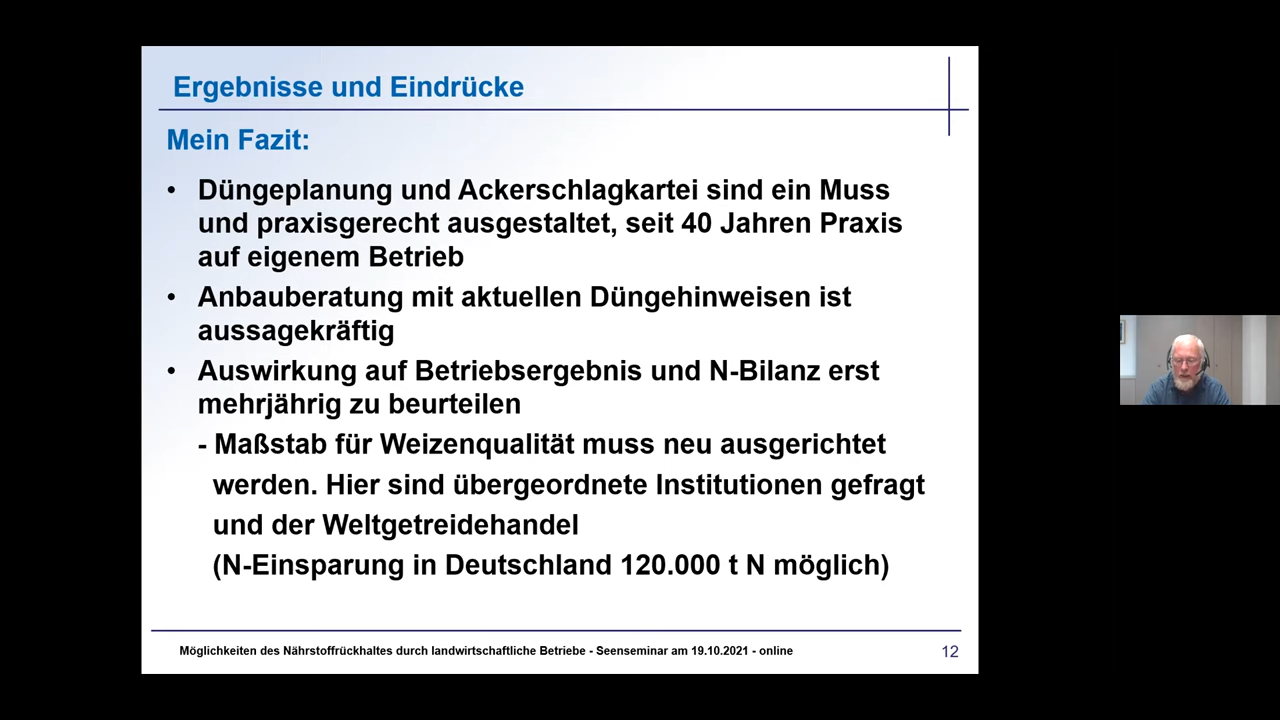 Ergebnisse und Eindrücke
Mein Fazit:
• Düngeplanung und Ackerschlagkartei sind ein Muss
und praxisgerecht ausgestaltet, seit 40 Jahren Praxis
auf eigenem Betrieb
• Anbauberatung mit aktuellen Düngehinweisen ist
aussagekräftig
• Auswirkung auf Betriebsergebnis und N-Bilanz erst
mehrjährig zu beurteilen
- Maßstab für Weizenqualität muss neu ausgerichtet
werden. Hier sind übergeordnete Institutionen gefragt
und der Weltgetreidehandel
(N-Einsparung in Deutschland 120.000 t N möglich)
Möglichkeiten des Nährstoffrückhaltes durch landwirtschaftliche Betriebe - Seenseminar am 19.10.2021 - online
12